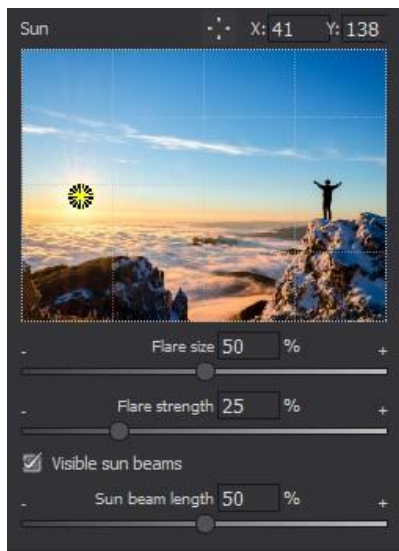 Sun X: 41 Y: 138
Flare size 50 %
- +
Flare strength 25 %
- +
Visible sun beams
Sun beam length 50 %
- +